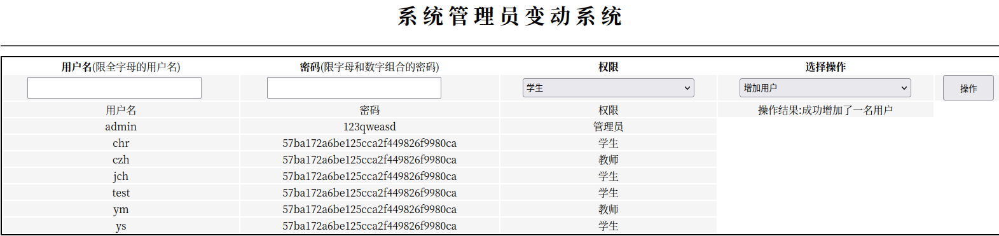 系统管理员变动系统
用户名(限全字母的用户名) 密码(限字母和数字组合的密码) 权限 选择操作
学生 增加用户 操作
用户名 密码 权限 操作结果:成功增加了一名用户
admin 123qweasd 管理员
chr 57ba172a6be125cca2f449826f9980ca 学生
czh 57ba172a6be125cca2f449826f9980ca 教师
jch 57ba172a6be125cca2f449826f9980ca 学生
test 57ba172a6be125cca2f449826f9980ca 学生
ym 57ba172a6be125cca2f449826f9980ca 教师
ys 57ba172a6be125cca2f449826f9980ca 学生